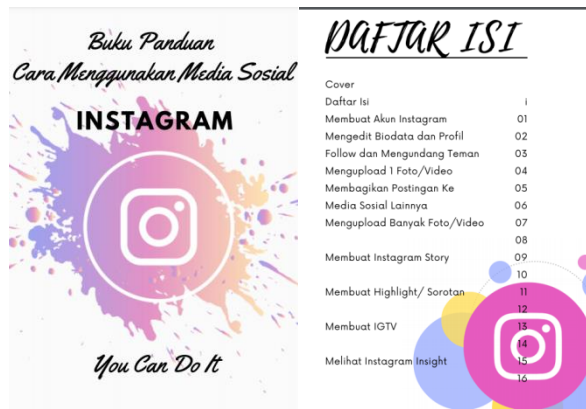 Buku Panduan
Cara Menggunakan Media Sosial
INSTAGRAM
You Can Do It
DAFTAR ISI
Cover
Daftar Isi i
Membuat Akun Instagram 01
Mengedit Biodata dan Profil 02
Follow dan Mengundang Teman 03
Mengupload 1 Foto/Video 04
Membagikan Postingan Ke 05
Media Sosial Lainnya 06
Mengupload Banyak Foto/Video 07
08
Membuat Instagram Story 09
10
Membuat Highlight/ Sorotan 11
12
Membuat IGTV 13
14
Melihat Instagram Insight 15
16